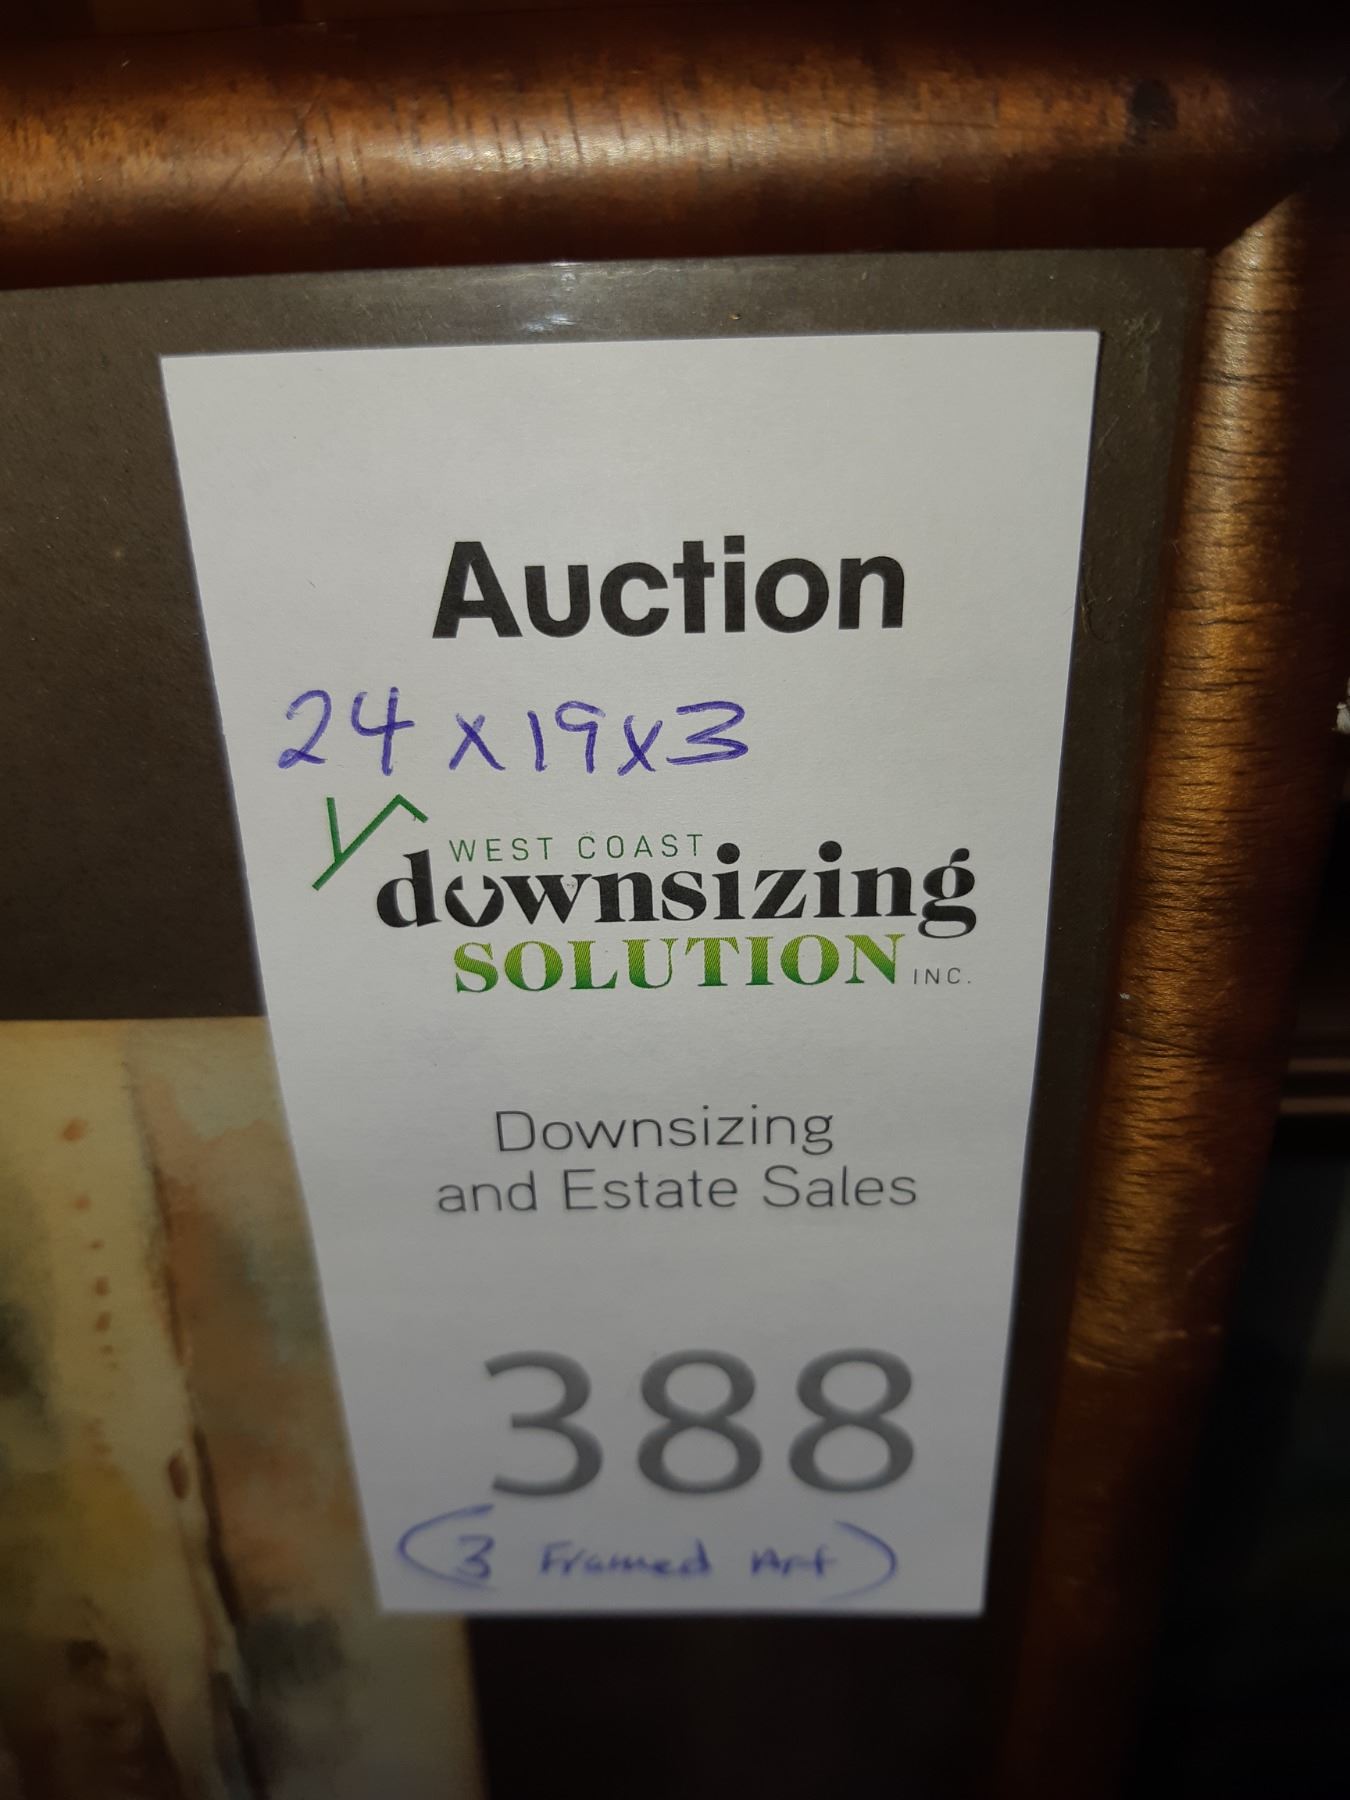 Auction
24 x 19 x 3
WEST COAST
downsizing
SOLUTION INC.
Downsizing
and Estate Sales
388
(3 Framed Art)